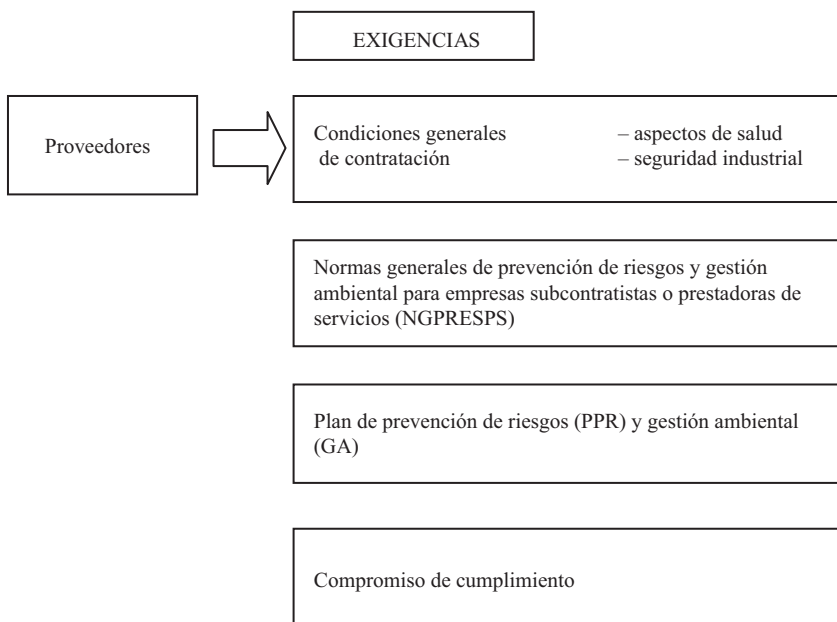 EXIGENCIAS
Proveedores
Condiciones generales
de contratación
– aspectos de salud
– seguridad industrial
Normas generales de prevención de riesgos y gestión
ambiental para empresas subcontratistas o prestadoras de
servicios (NGPRESPS)
Plan de prevención de riesgos (PPR) y gestión ambiental
(GA)
Compromiso de cumplimiento